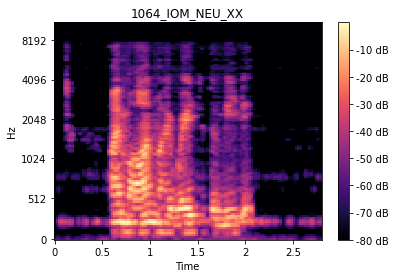 1064_IOM_NEU_XX
8192
4096
2048
1024
512
0
Hz
0 0.5 1 1.5 2 2.5
Time
-10 dB
-20 dB
-30 dB
-40 dB
-50 dB
-60 dB
-70 dB
-80 dB